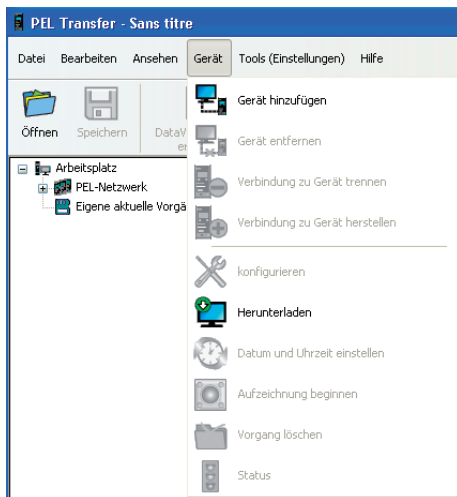 PEL Transfer - Sans titre
Datei Bearbeiten Ansehen Gerät Tools (Einstellungen) Hilfe
Öffnen Speichern
Arbeitsplatz
PEL-Netzwerk
Eigene aktuelle
Gerät hinzufügen
Gerät entfernen
Verbindung zu Gerät trennen
Verbindung zu Gerät herstellen
konfigurieren
Herunterladen
Datum und Uhrzeit einstellen
Aufzeichnung beginnen
Vorgang löschen
Status